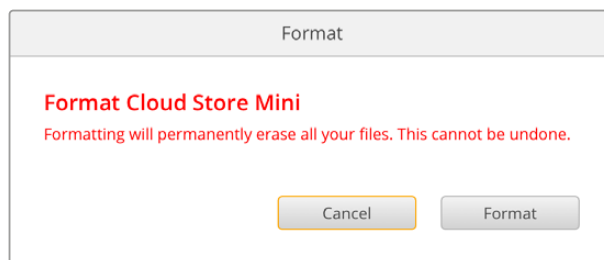 Format
Format Cloud Store Mini
Formatting will permanently erase all your files. This cannot be undone.
Cancel
Format